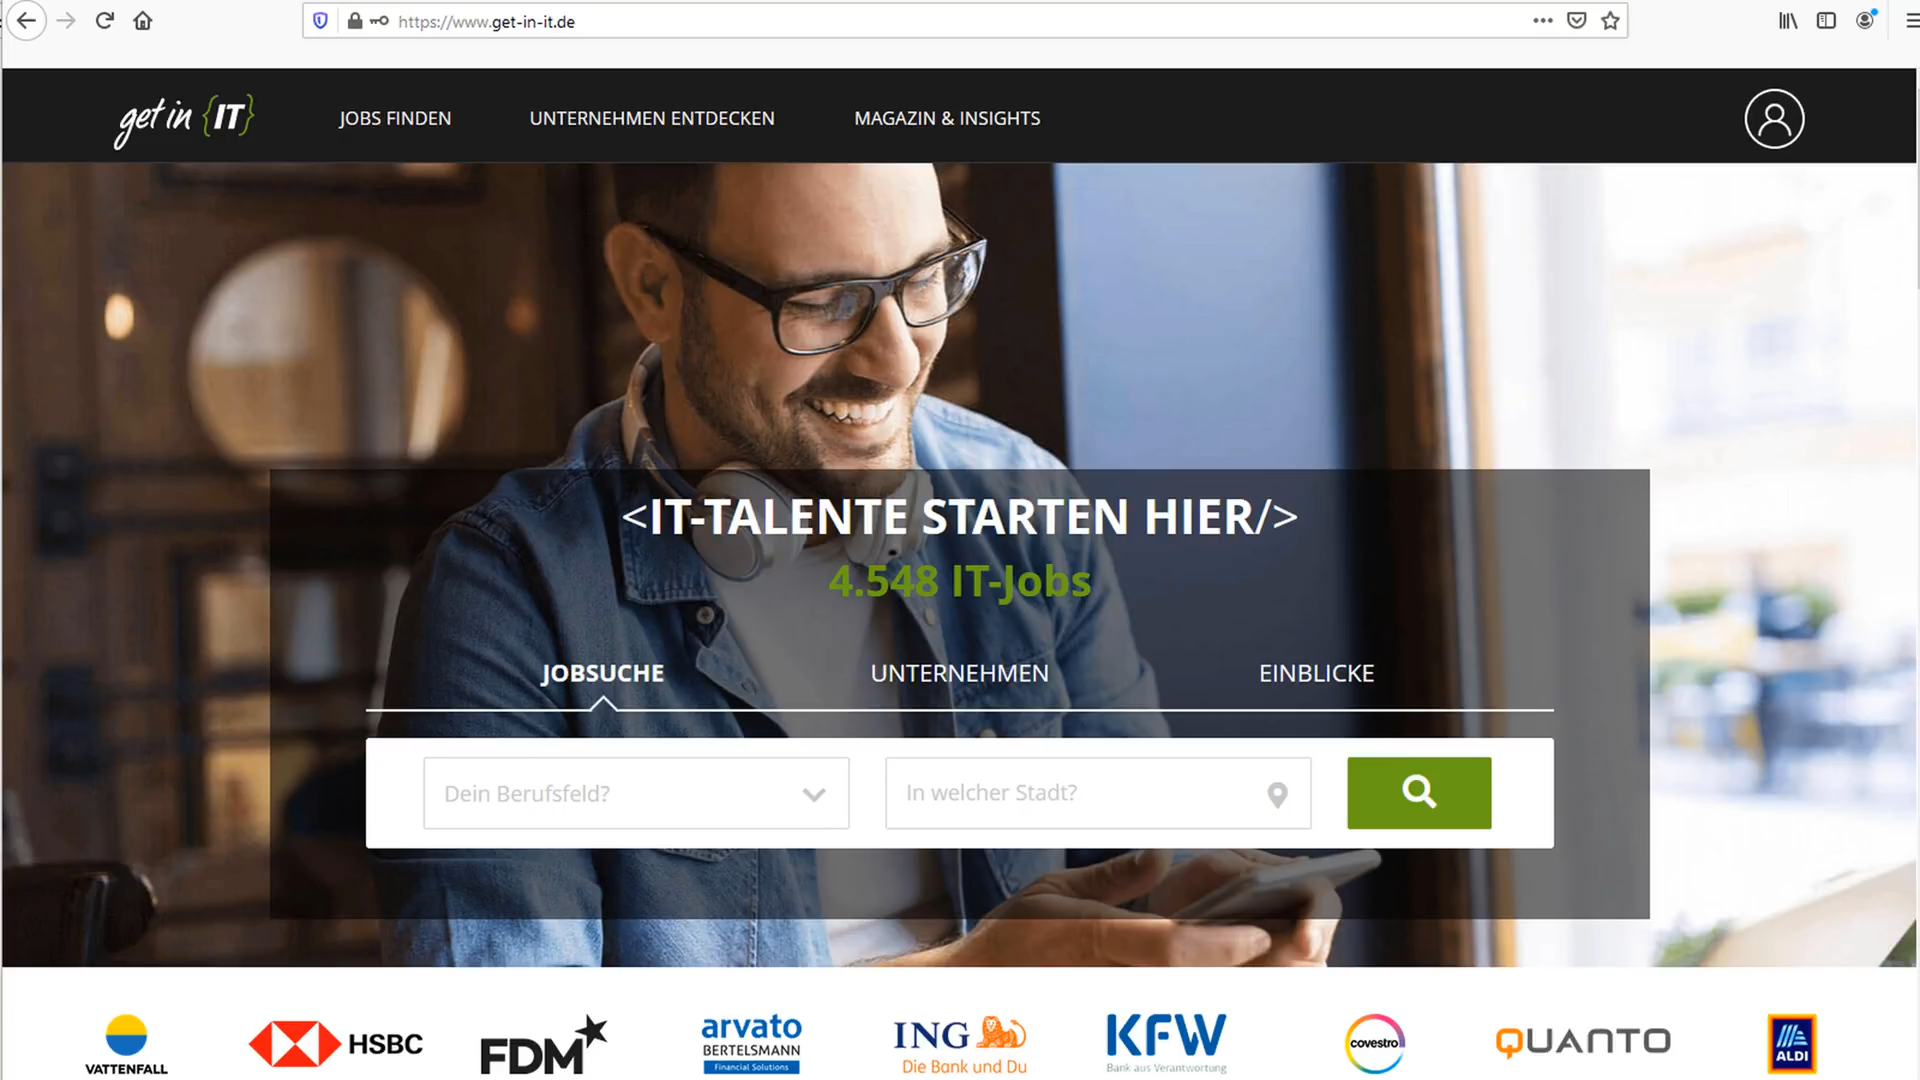 https://www.get-in-it.de
get in {IT}
JOBS FINDEN
UNTERNEHMEN ENTDECKEN
MAGAZIN & INSIGHTS
<IT-TALENTE STARTEN HIER/>
4.548 IT-Jobs
JOBSUCHE
UNTERNEHMEN
EINBLICKE
Dein Berufsfeld?
In welcher Stadt?
VATTENFALL
HSBC
FDM
arvato
BERTELSMANN
Financial Solutions
ING
Die Bank und Du
KFW
Bank aus Verantwortung
covestro
QUANTO
ALDI